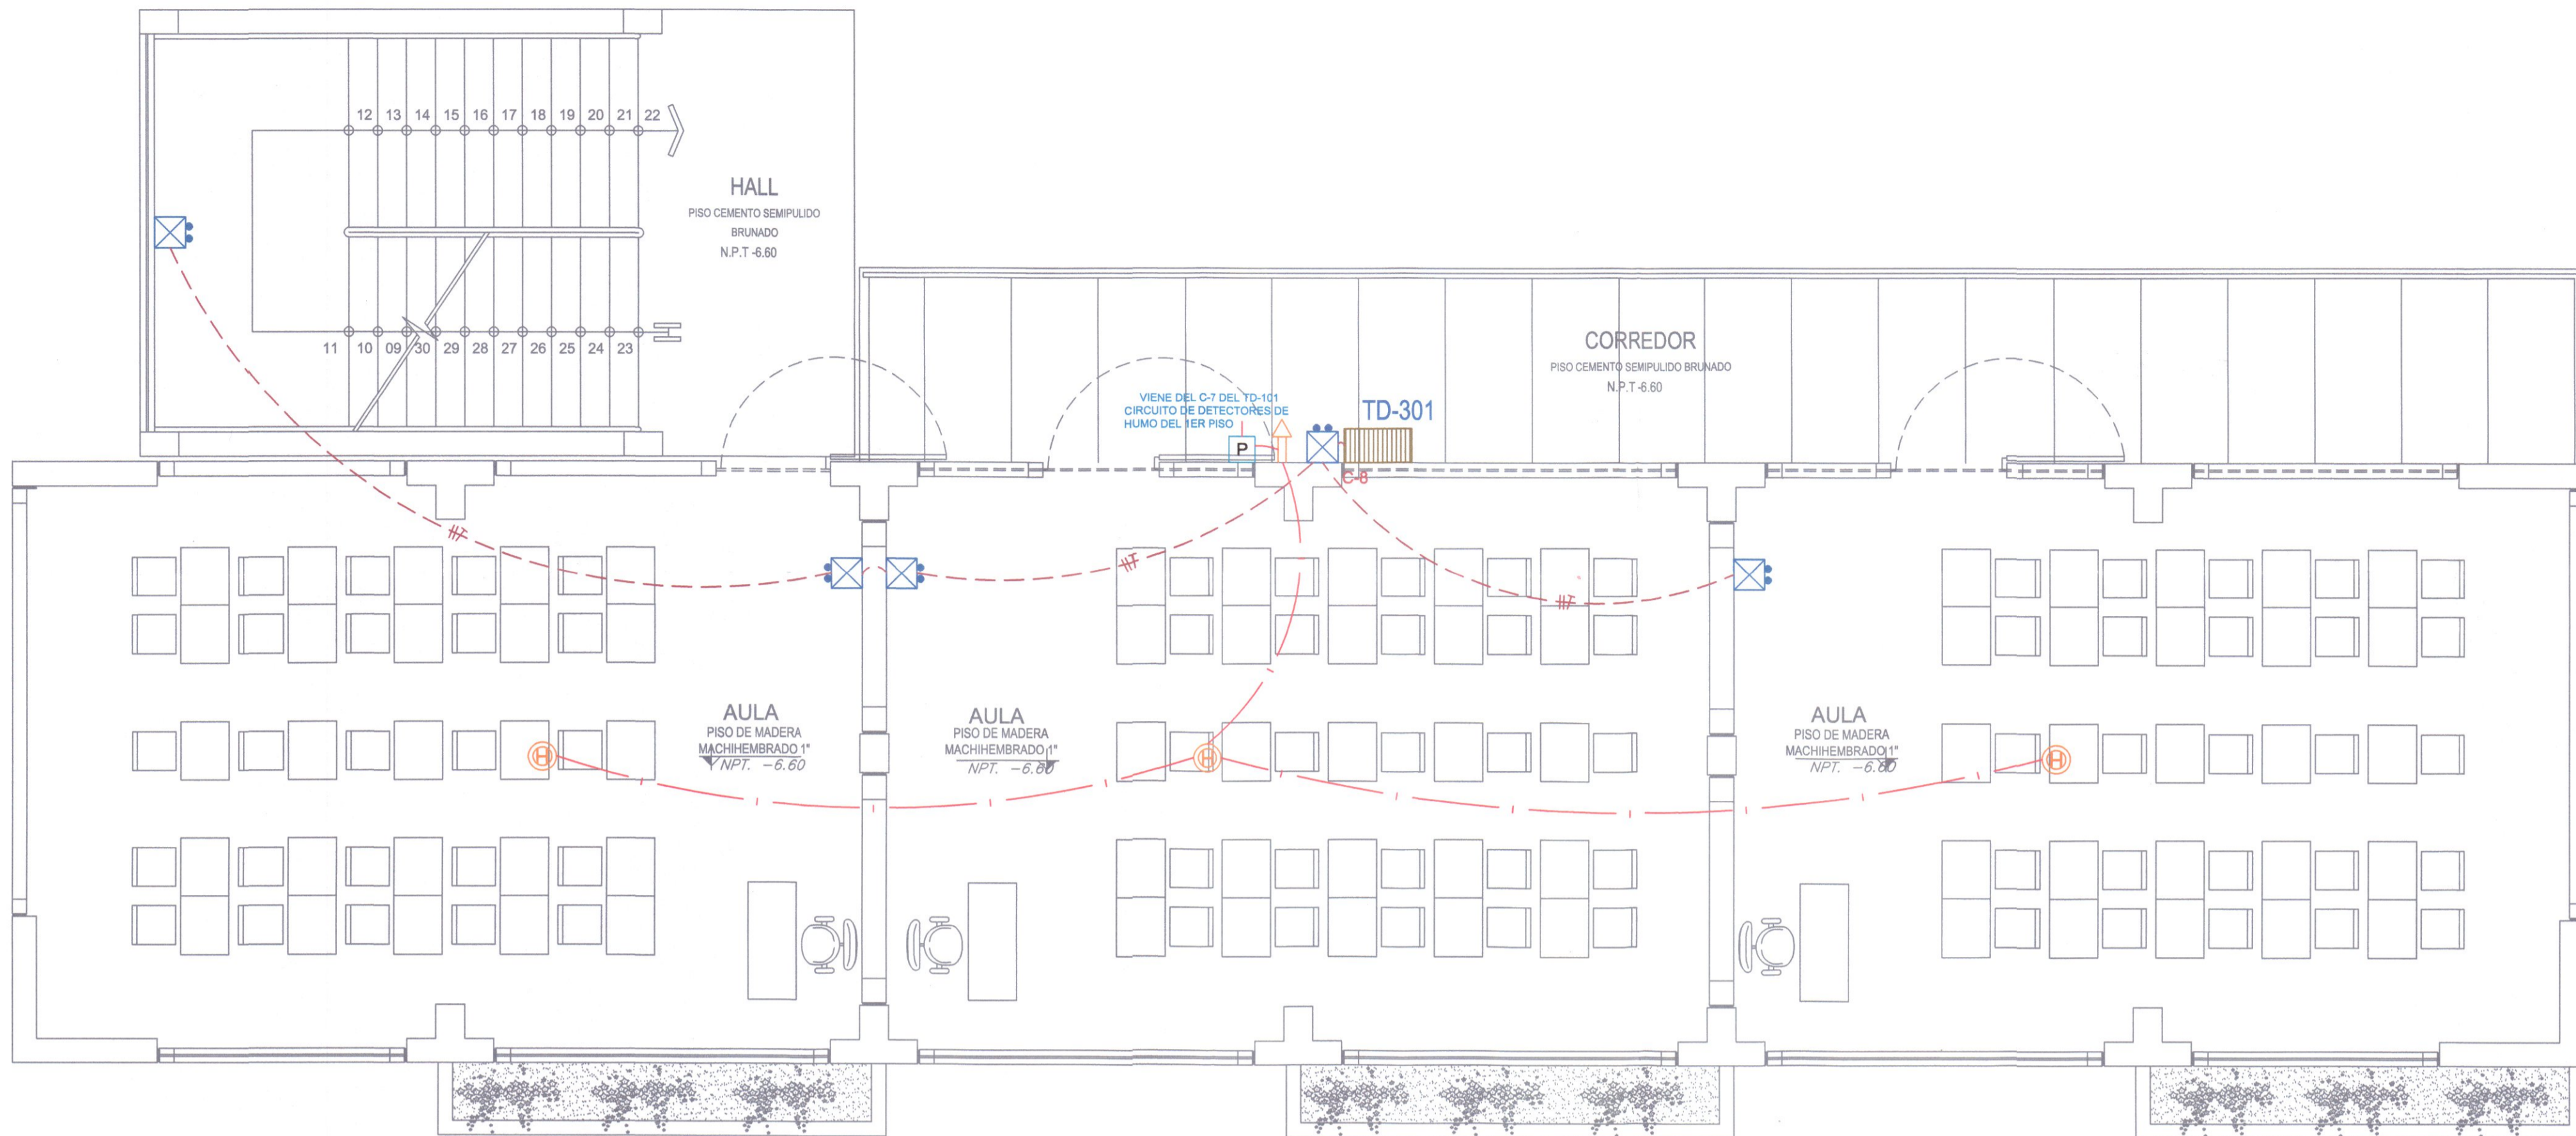 12 13 14 15 16 17 18 19 20 21 22
HALL
PISO CEMENTO SEMIPULIDO
BRUNADO
N.P.T -6.60
11 10 09 30 29 28 27 26 25 24 23
CORREDOR
PISO CEMENTO SEMIPULIDO BRUNADO
N.P.T -6.60
VIENE DEL C-7 DEL TD-101
CIRCUITO DE DETECTORES DE
HUMO DEL 1ER PISO
P
TD-301
C-8
AULA
PISO DE MADERA
MACHIHEMBRADO 1"
NPT. -6.60
H
AULA
PISO DE MADERA
MACHIHEMBRADO 1"
NPT. -6.60
H
AULA
PISO DE MADERA
MACHIHEMBRADO 1"
NPT. -6.60
H